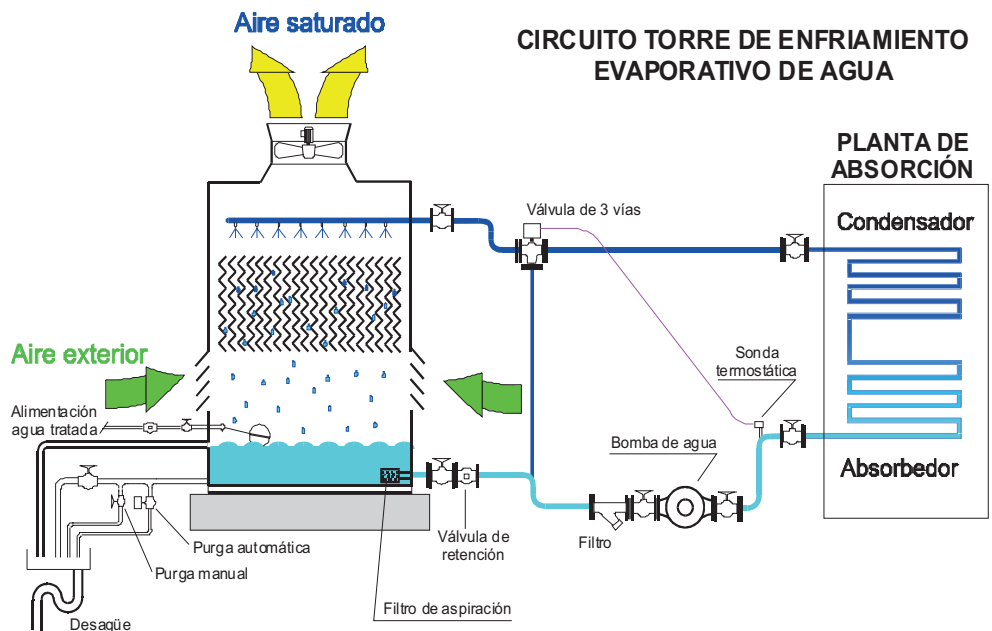 Aire saturado
CIRCUITO TORRE DE ENFRIAMIENTO
EVAPORATIVO DE AGUA
PLANTA DE
ABSORCIÓN
Condensador
Válvula de 3 vías
Aire exterior
Sonda
termostática
Alimentación
agua tratada
Bomba de agua
Absorbedor
Válvula de
retención
Filtro
Purga automática
Purga manual
Filtro de aspiración
Desagüe